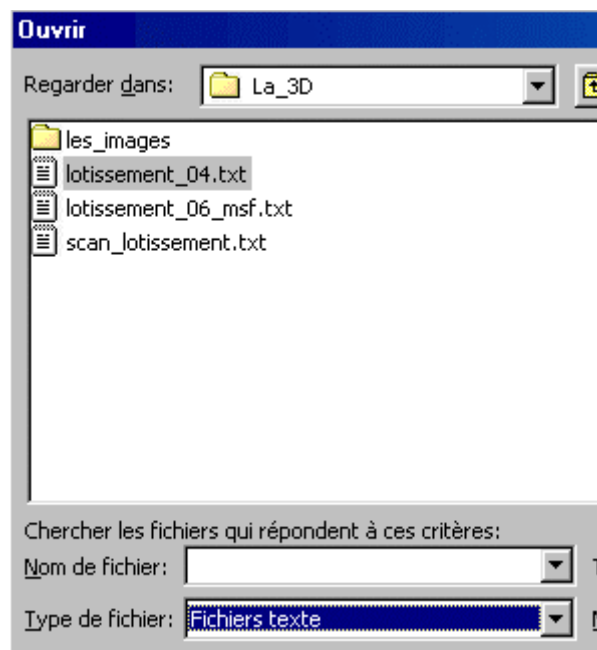 Ouvrir
Regarder dans: La_3D
les_images
lotissement_04.txt
lotissement_06_msf.txt
scan_lotissement.txt
Chercher les fichiers qui répondent à ces critères:
Nom de fichier:
Type de fichier: Fichiers texte